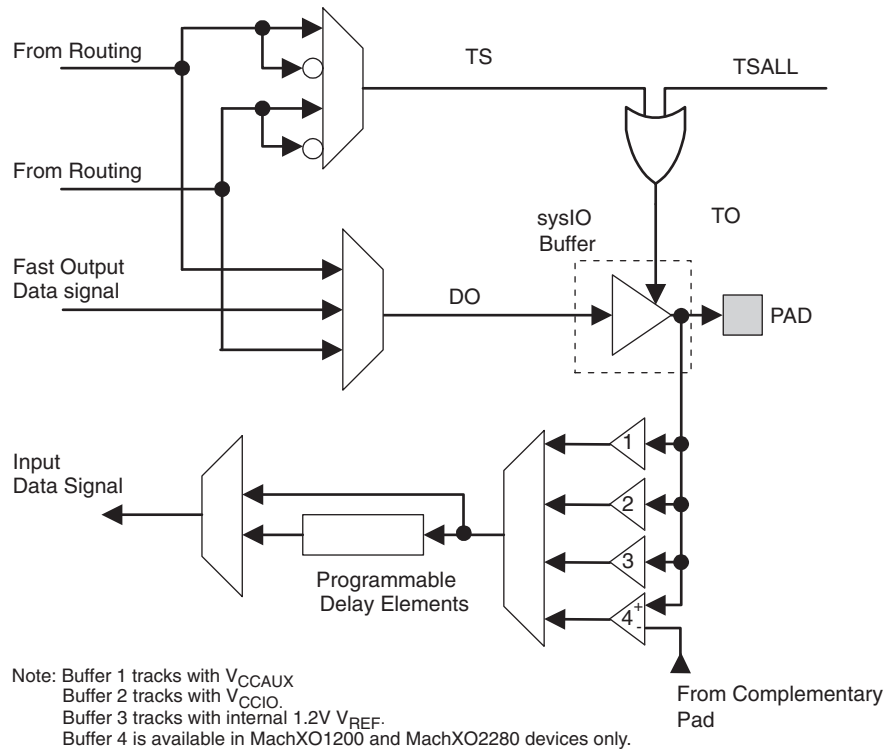 From Routing
TS
TSALL
From Routing
sysIO
Buffer
TO
Fast Output
Data signal
DO
PAD
Input
Data Signal
1
2
3
4
+
-
Programmable
Delay Elements
From Complementary
Pad
Note: Buffer 1 tracks with VCCAUX
Buffer 2 tracks with VCCIO.
Buffer 3 tracks with internal 1.2V VREF.
Buffer 4 is available in MachXO1200 and MachXO2280 devices only.